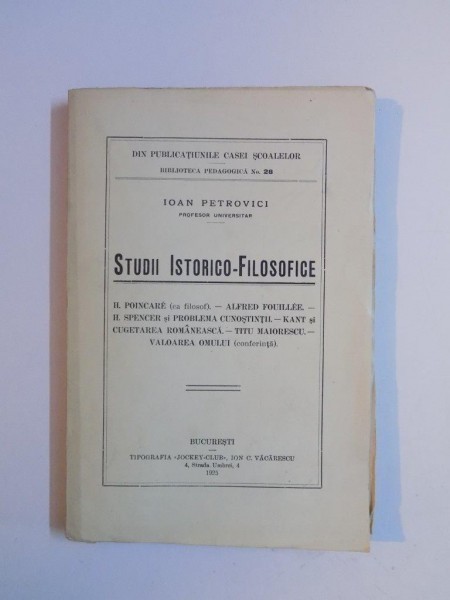 DIN PUBLICAȚIUNILE CASEI ȘCOALELOR
BIBLIOTECA PEDAGOGICĂ No. 28
IOAN PETROVICI
PROFESOR UNIVERSITAR
STUDII ISTORICO-FILOSOFICE
H. POINCARÉ (ca filosof). — ALFRED FOUILLÉE. —
H. SPENCER și PROBLEMA CUNOȘTINȚII. — KANT și
CUGETAREA ROMÂNEASCĂ. — TITU MAIORESCU. —
VALOAREA OMULUI (conferință).
BUCUREȘTI
TIPOGRAFIA «JOCKEY-CLUB», ION C. VĂCĂRESCU
4, Strada Umbrei, 4
1925